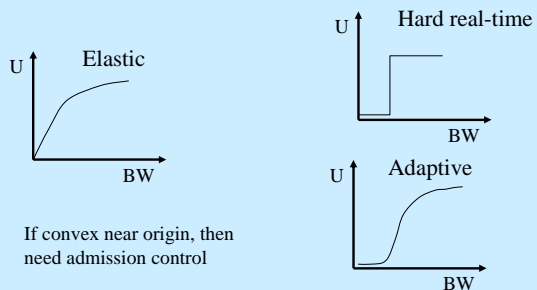 Elastic
U
BW
Hard real-time
U
BW
Adaptive
U
BW
If convex near origin, then
need admission control